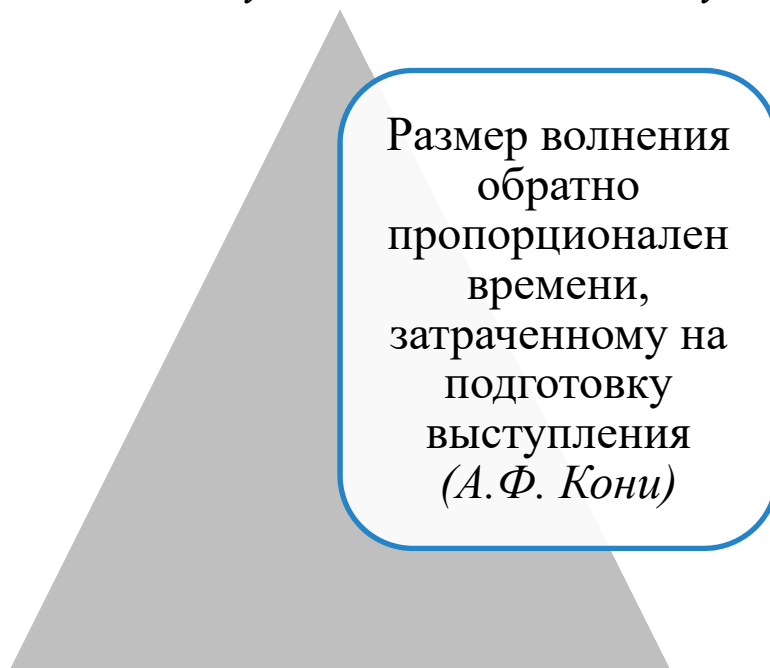 Размер волнения
обратно
пропорционален
времени,
затраченному на
подготовку
выступления
(А.Ф. Кони)